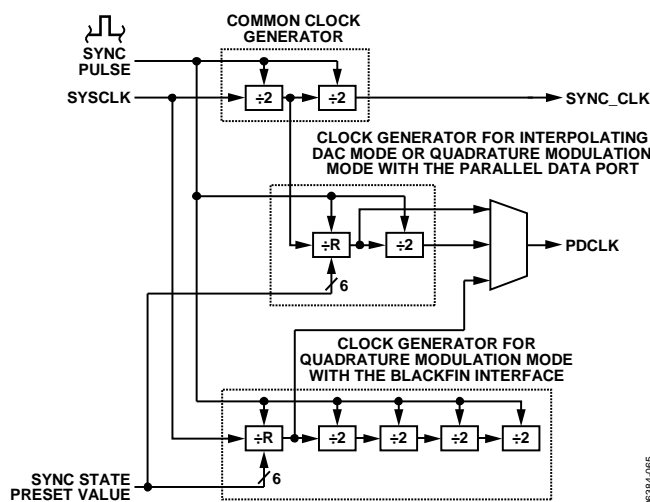 COMMON CLOCK
GENERATOR
SYNC
PULSE
SYSCLK
÷2
÷2
SYNC_CLK
CLOCK GENERATOR FOR INTERPOLATING
DAC MODE OR QUADRATURE MODULATION
MODE WITH THE PARALLEL DATA PORT
÷R
÷2
PDCLK
6
CLOCK GENERATOR FOR
QUADRATURE MODULATION MODE
WITH THE BLACKFIN INTERFACE
÷R
÷2
÷2
÷2
÷2
6
SYNC STATE
PRESET VALUE
06384-065